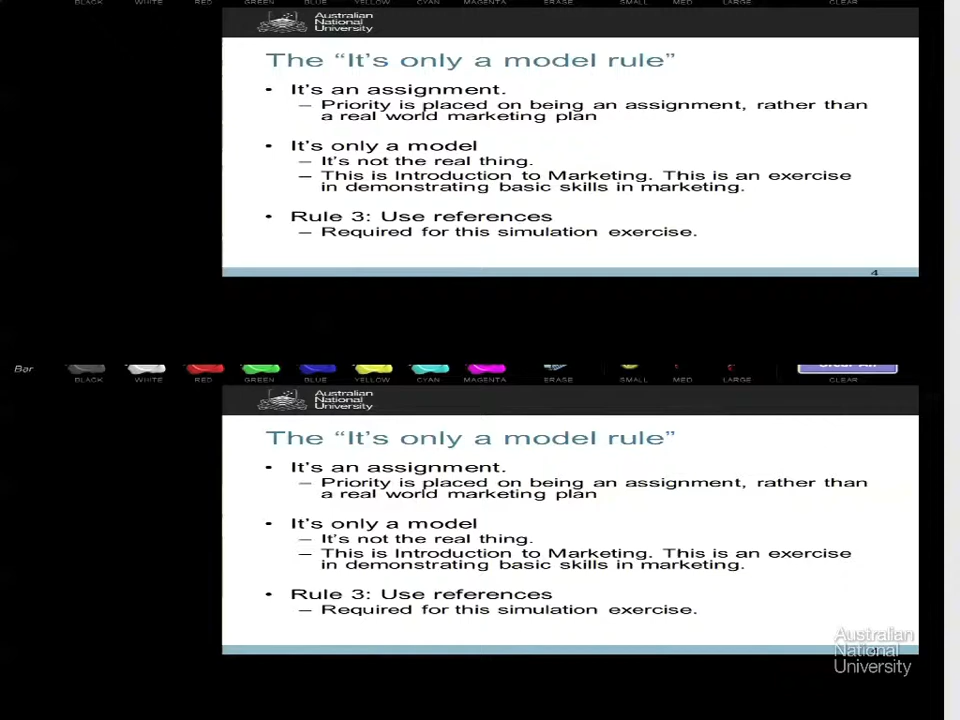 BLACK WHITE RED GREEN BLUE YELLOW CYAN MAGENTA ERASE SMALL MED LARGE CLEAR
Australian
National
University
The “It’s only a model rule”
• It’s an assignment.
– Priority is placed on being an assignment, rather than
a real world marketing plan
• It’s only a model
– It’s not the real thing.
– This is Introduction to Marketing. This is an exercise
in demonstrating basic skills in marketing.
• Rule 3: Use references
– Required for this simulation exercise.
4
Bar
Clear All
BLACK WHITE RED GREEN BLUE YELLOW CYAN MAGENTA ERASE SMALL MED LARGE CLEAR
Australian
National
University
The “It’s only a model rule”
• It’s an assignment.
– Priority is placed on being an assignment, rather than
a real world marketing plan
• It’s only a model
– It’s not the real thing.
– This is Introduction to Marketing. This is an exercise
in demonstrating basic skills in marketing.
• Rule 3: Use references
– Required for this simulation exercise.
Australian
National
University